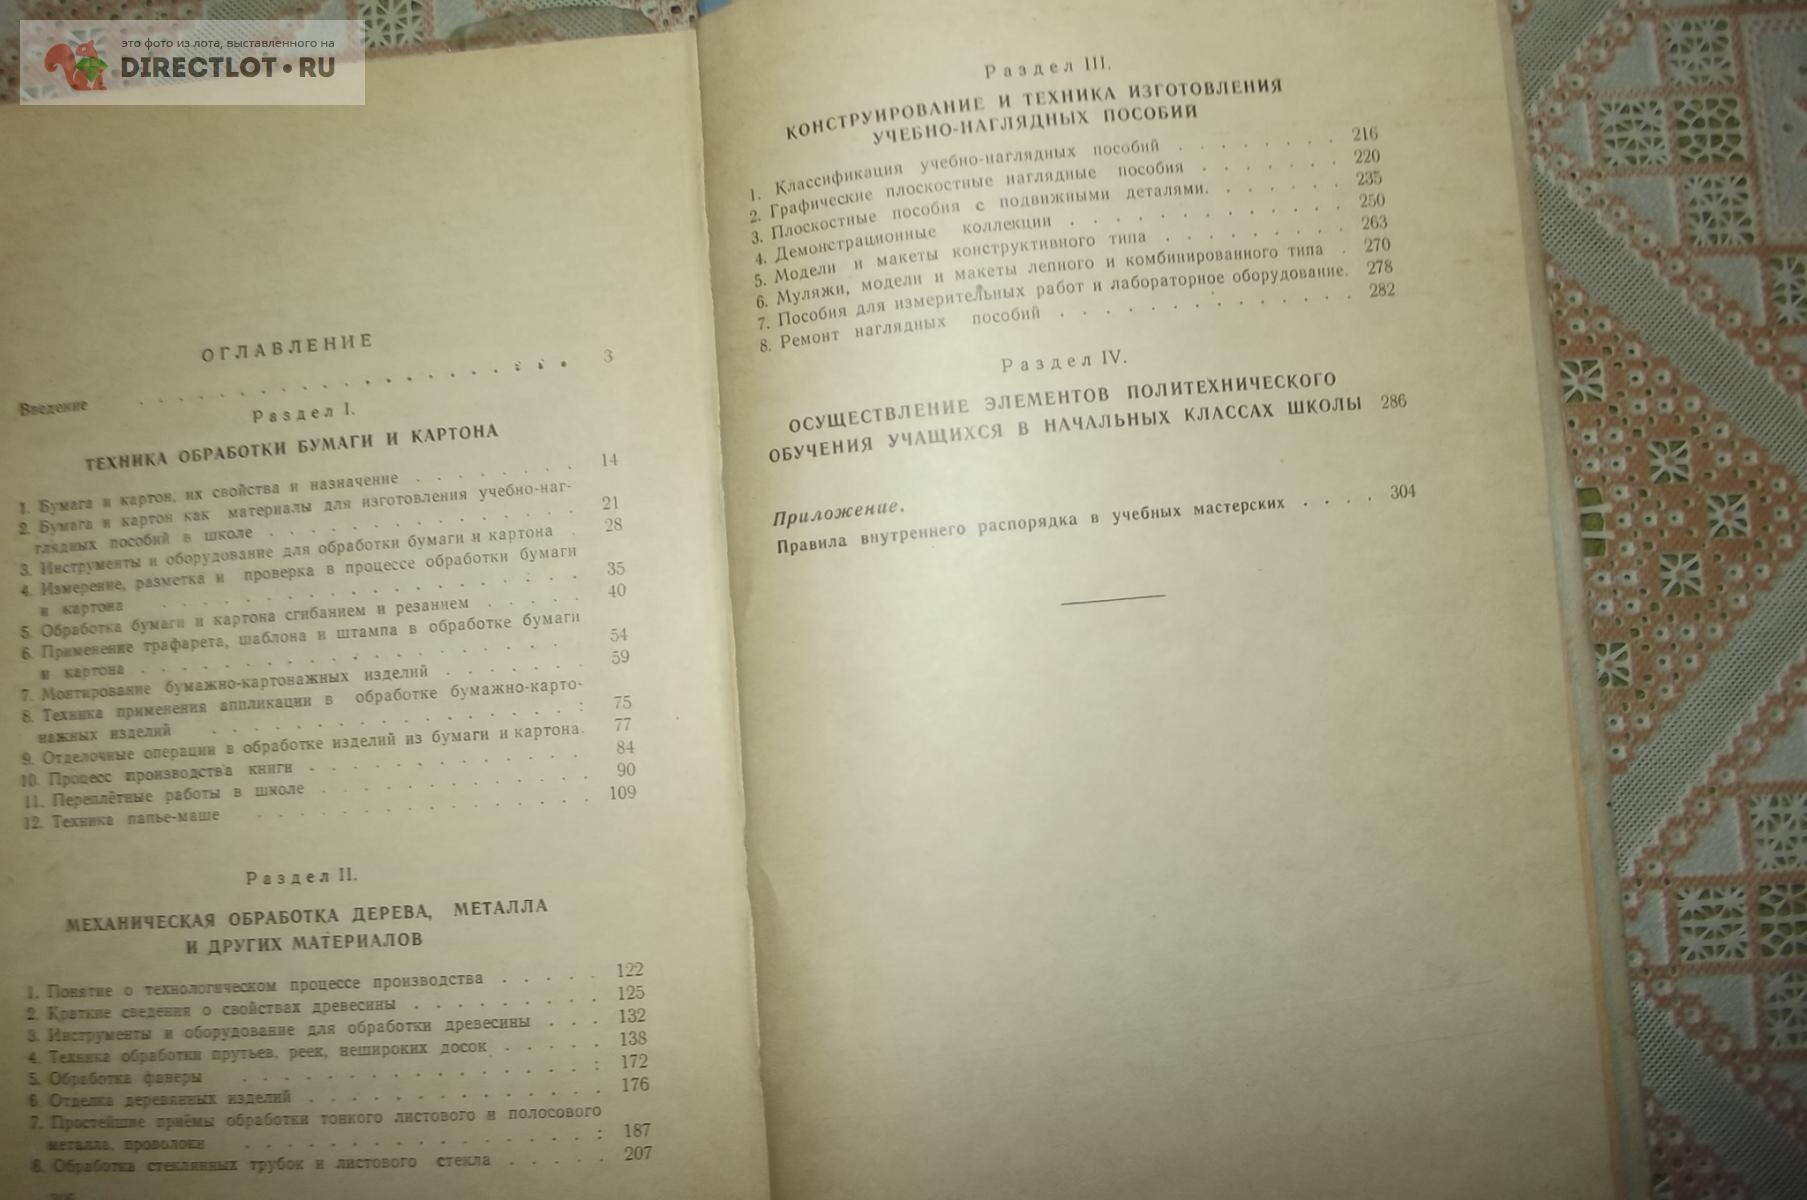 это фото из лота, выставленного на
DIRECTLOT.RU
ОГЛАВЛЕНИЕ
Введение . . . . . . . . . . . . . . . . . . . . 3
Раздел I.
ТЕХНИКА ОБРАБОТКИ БУМАГИ И КАРТОНА
1. Бумага и картон, их свойства и назначение . . . . . . . 14
2. Бумага и картон как материалы для изготовления учебно-наг-
глядных пособий в школе . . . . . . . . . . . . . 21
3. Инструменты и оборудование для обработки бумаги и картона . 28
4. Измерение, разметка и проверка в процессе обработки бумаги
и картона . . . . . . . . . . . . . . . . 35
5. Обработка бумаги и картона сгибанием и резанием . . . . . 40
6. Применение трафарета, шаблона и штампа в обработке бумаги
и картона . . . . . . . . . . . . . . . . 54
7. Монтирование бумажно-картонажных изделий . . . . . . . 59
8. Техника применения аппликации в обработке бумажно-карто-
нажных изделий . . . . . . . . . . . . . : 75
9. Отделочные операции в обработке изделий из бумаги и картона. 77
10. Процесс производства книги . . . . . . . . . . . . 84
11. Переплётные работы в школе . . . . . . . . . . . . 90
12. Техника папье-маше . . . . . . . . . . . . . . 109
Раздел II.
МЕХАНИЧЕСКАЯ ОБРАБОТКА ДЕРЕВА, МЕТАЛЛА
И ДРУГИХ МАТЕРИАЛОВ
1. Понятие о технологическом процессе производства . . . . . 122
2. Краткие сведения о свойствах древесины . . . . . . . . . 125
3. Инструменты и оборудование для обработки древесины . . . 132
4. Техника обработки прутьев, реек, нешироких досок . . . . . 138
5. Обработка фанеры . . . . . . . . . . . . . . . : 172
6. Отделка деревянных изделий . . . . . . . . . . . . . 176
7. Простейшие приёмы обработки тонкого листового и полосового
металла, проволоки . . . . . . . . . . . . . : 187
8. Обработка стеклянных трубок и листового стекла . . . . . 207
Раздел III.
КОНСТРУИРОВАНИЕ И ТЕХНИКА ИЗГОТОВЛЕНИЯ
УЧЕБНО-НАГЛЯДНЫХ ПОСОБИЙ
1. Классификация учебно-наглядных пособий . . . . . . . . 216
2. Графические плоскостные наглядные пособия . . . . . . . 220
3. Плоскостные пособия с подвижными деталями. . . . . . . 235
4. Демонстрационные коллекции . . . . . . . . . . . . . 250
5. Модели и макеты конструктивного типа . . . . . . . . . 263
6. Муляжи, модели и макеты лепного и комбинированного типа . 270
7. Пособия для измерительных работ и лабораторное оборудование. 278
8. Ремонт наглядных пособий . . . . . . . . . . . . . 282
Раздел IV.
ОСУЩЕСТВЛЕНИЕ ЭЛЕМЕНТОВ ПОЛИТЕХНИЧЕСКОГО
ОБУЧЕНИЯ УЧАЩИХСЯ В НАЧАЛЬНЫХ КЛАССАХ ШКОЛЫ 286
Приложение.
Правила внутреннего распорядка в учебных мастерских . . . . 304